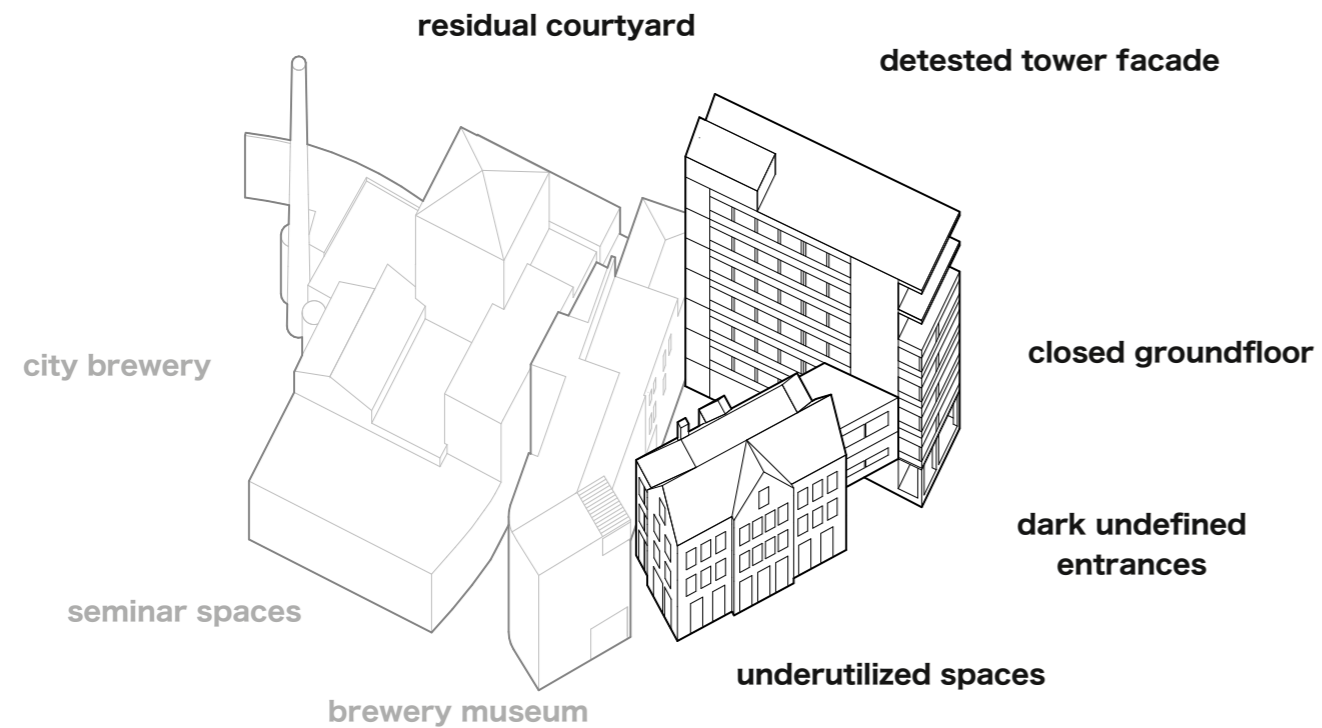 residual courtyard
detested tower facade
closed groundfloor
city brewery
dark undefined
entrances
seminar spaces
underutilized spaces
brewery museum